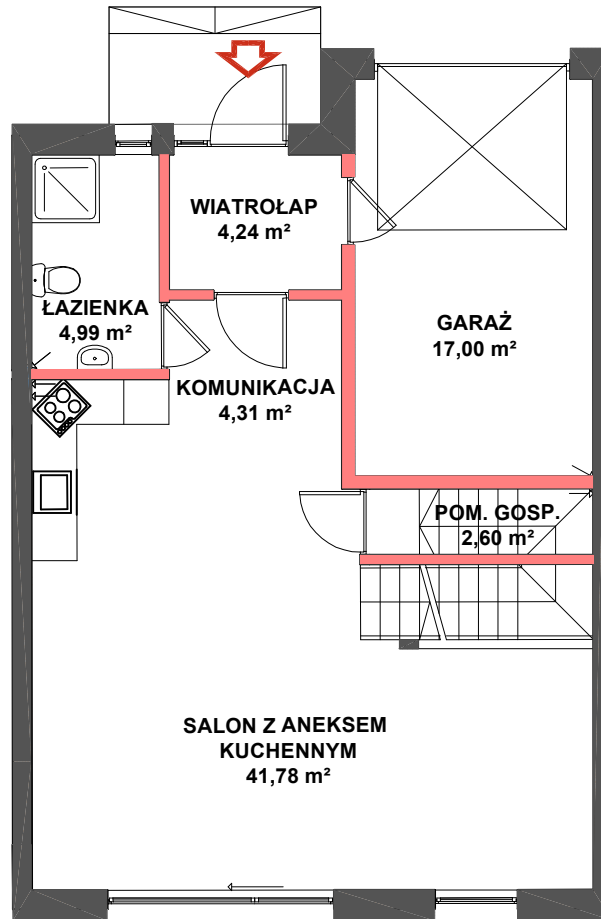 WIATROŁAP
4,24 m²
ŁAZIENKA
4,99 m²
GARAŻ
17,00 m²
KOMUNIKACJA
4,31 m²
POM. GOSP.
2,60 m²
SALON Z ANEKSEM
KUCHENNYM
41,78 m²